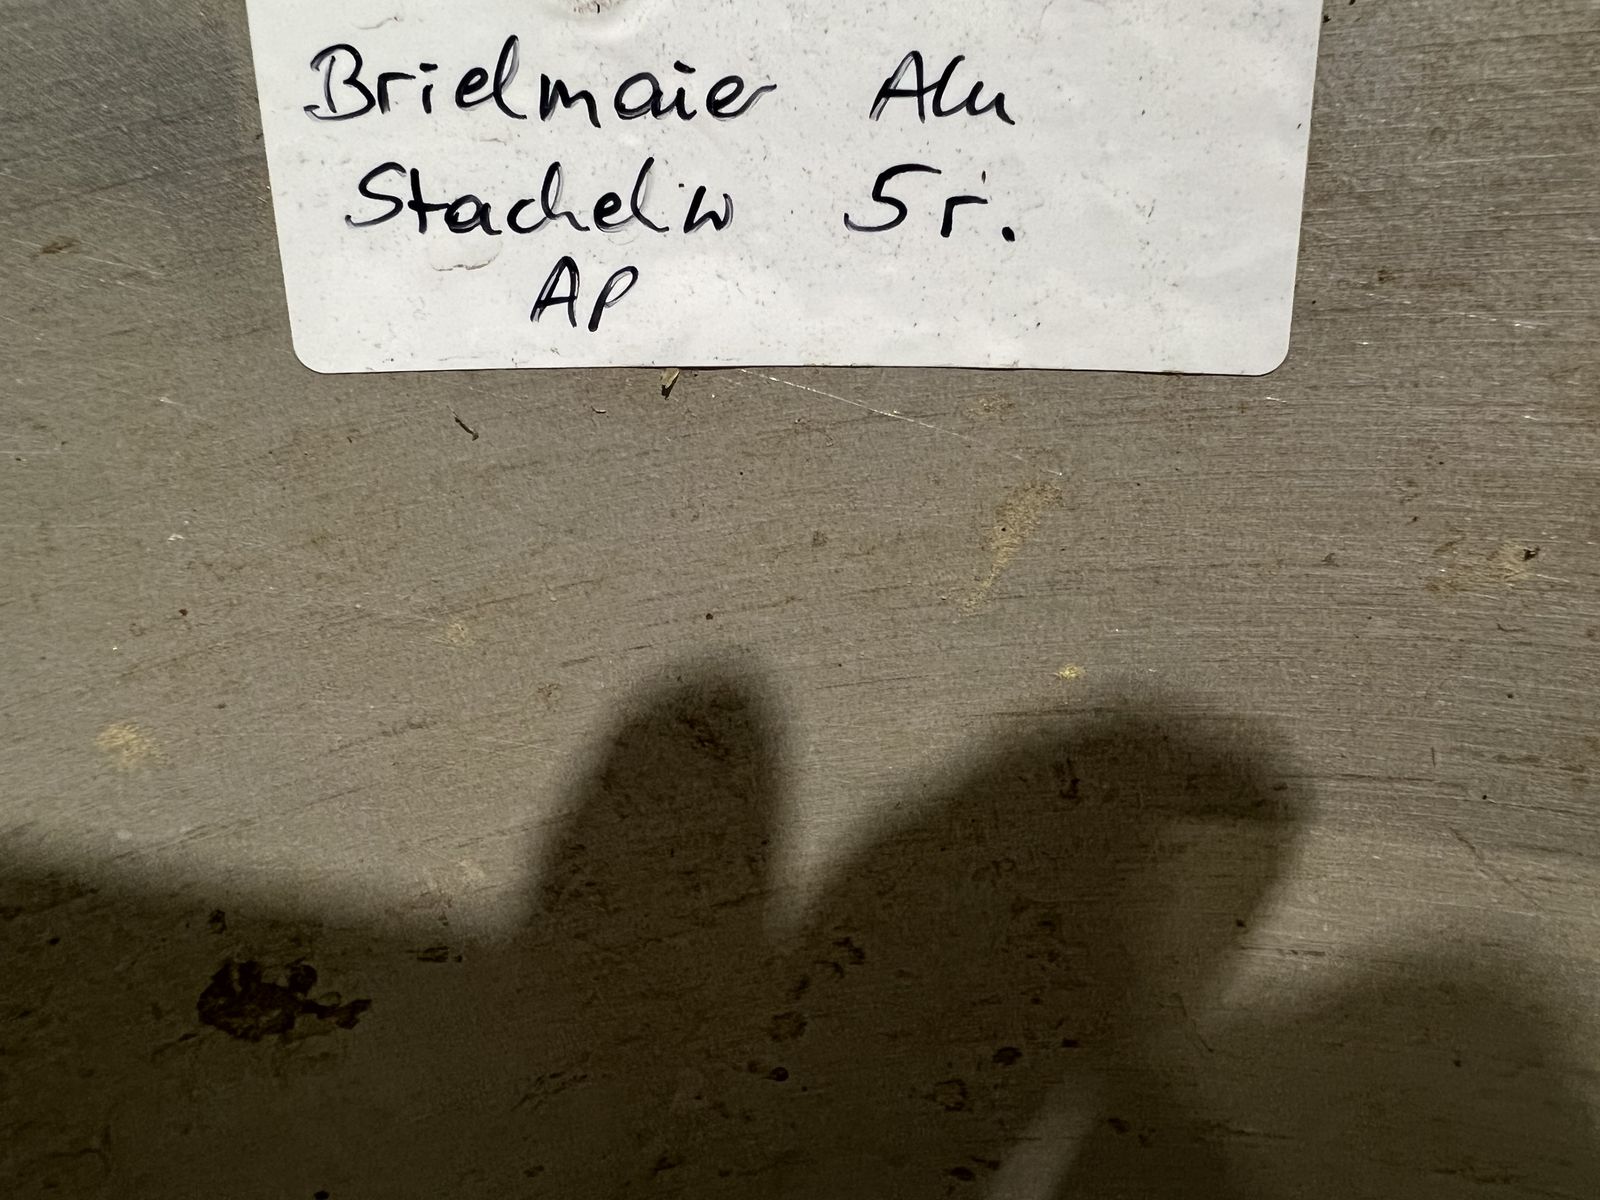 Brielmaier Alu
Stachelw 5r.
AP